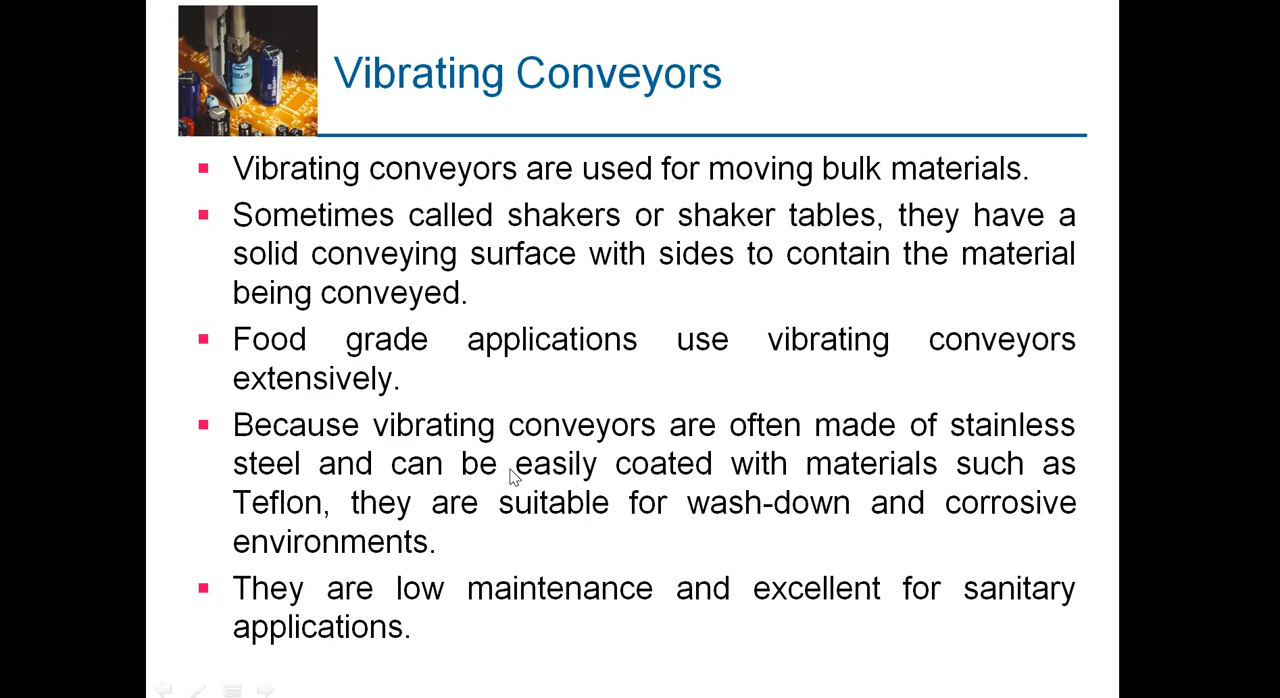 Vibrating Conveyors
Vibrating conveyors are used for moving bulk materials.
Sometimes called shakers or shaker tables, they have a
solid conveying surface with sides to contain the material
being conveyed.
Food grade applications use vibrating conveyors
extensively.
Because vibrating conveyors are often made of stainless
steel and can be easily coated with materials such as
Teflon, they are suitable for wash-down and corrosive
environments.
They are low maintenance and excellent for sanitary
applications.